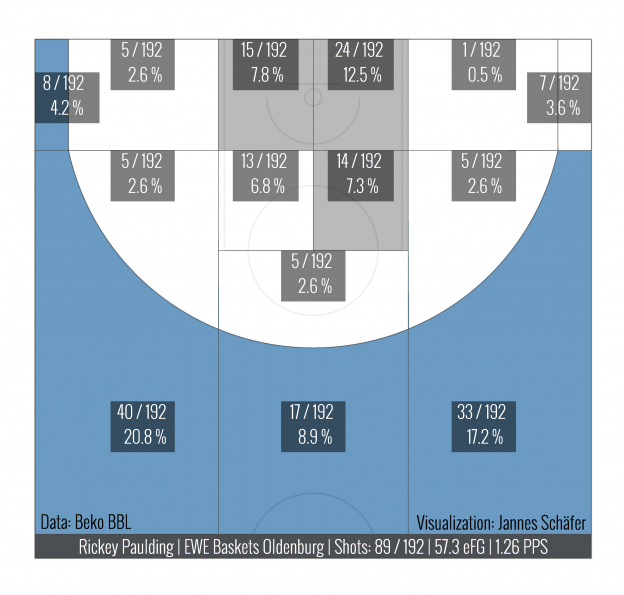 5 / 192
2.6 %
15 / 192
7.8 %
24 / 192
12.5 %
1 / 192
0.5 %
8 / 192
4.2 %
7 / 192
3.6 %
5 / 192
2.6 %
13 / 192
6.8 %
14 / 192
7.3 %
5 / 192
2.6 %
5 / 192
2.6 %
40 / 192
20.8 %
17 / 192
8.9 %
33 / 192
17.2 %
Data: Beko BBL
Visualization: Jannes Schäfer
Rickey Paulding | EWE Baskets Oldenburg | Shots: 89 / 192 | 57.3 eFG | 1.26 PPS